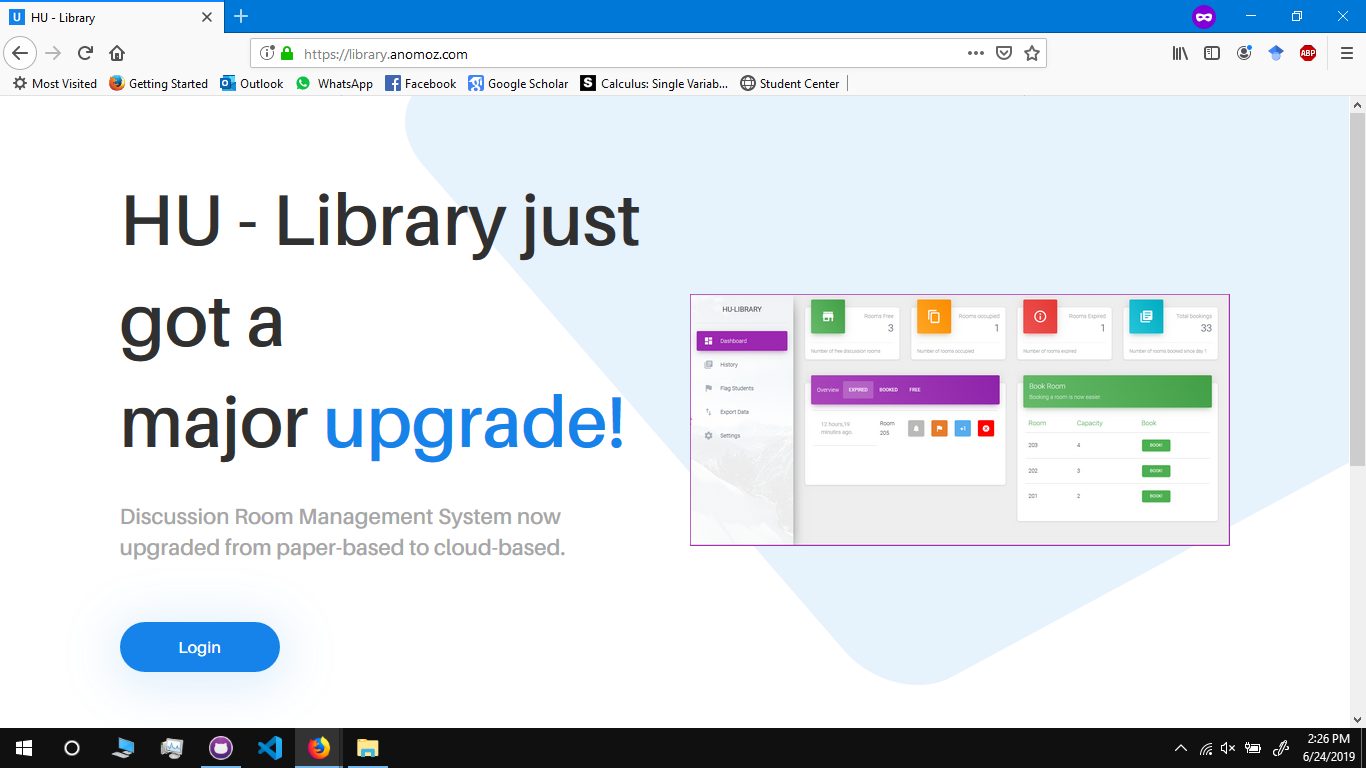 HU - Library
https://library.anomoz.com
Most Visited
Getting Started
Outlook
WhatsApp
Facebook
Google Scholar
Calculus: Single Variab...
Student Center
ABP
HU - Library just
got a
major upgrade!
Discussion Room Management System now
upgraded from paper-based to cloud-based.
Login
HU-LIBRARY
Dashboard
History
Flag Students
Export Data
Settings
Rooms Free
3
Number of free discussion rooms
Rooms occupied
1
Number of rooms occupied
Rooms Expired
1
Number of rooms expired
Total bookings
33
Number of rooms booked since day 1
Overview EXPIRED BOOKED FREE
12 hours,19 minutes ago.
Room 205
+1
Book Room
Booking a room is now easier
Room Capacity Book
203 4 BOOK!
202 3 BOOK!
201 2 BOOK!
2:26 PM
6/24/2019